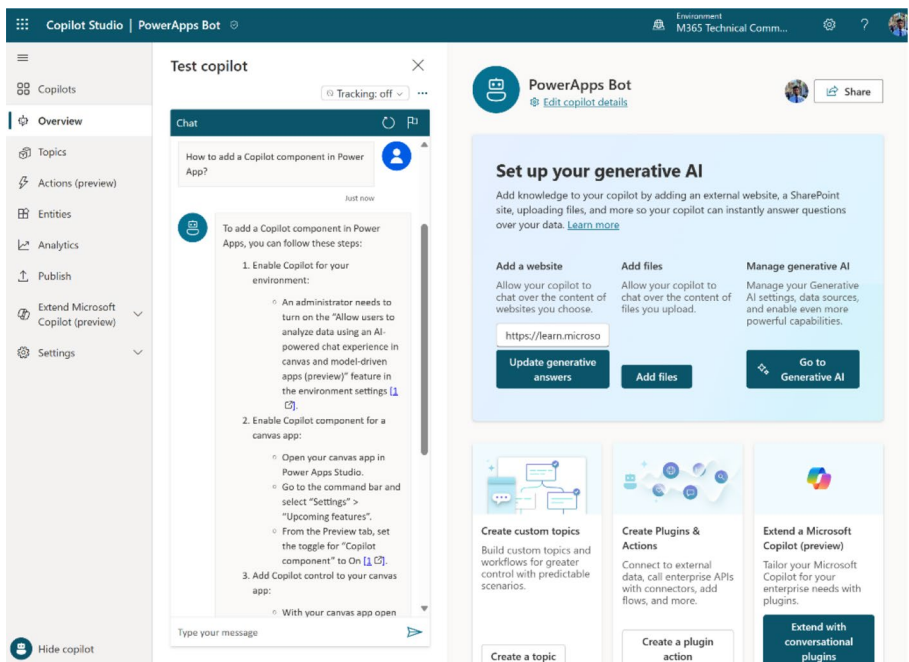 Copilot Studio | PowerApps Bot
Environment
M365 Technical Comm...
?
Copilots
Overview
Topics
Actions (preview)
Entities
Analytics
Publish
Extend Microsoft
Copilot (preview)
Settings
Hide copilot
Test copilot
Tracking: off
...
Chat
How to add a Copilot component in Power
App?
Just now
To add a Copilot component in Power
Apps, you can follow these steps:
1. Enable Copilot for your
environment:
An administrator needs to
turn on the "Allow users to
analyze data using an AI-
powered chat experience in
canvas and model-driven
apps (preview)" feature in
the environment settings [1
].
2. Enable Copilot component for a
canvas app:
Open your canvas app in
Power Apps Studio.
Go to the command bar and
select "Settings" >
"Upcoming features".
From the Preview tab, set
the toggle for "Copilot
component" to On [1 ].
3. Add Copilot control to your canvas
app:
With your canvas app open
Type your message
PowerApps Bot
Edit copilot details
Share
Set up your generative AI
Add knowledge to your copilot by adding an external
website, a SharePoint
site, uploading files, and more so your copilot can instantly answer questions
over your data. Learn more
Add a website
Allow your copilot to
chat over the content of
websites you choose.
https://learn.microso
Update generative
answers
Add files
Allow your copilot to
chat over the content of
files you upload.
Add files
Manage generative AI
Manage your Generative
AI settings, data sources,
and enable even more
powerful capabilities.
Go to
Generative AI
Create custom topics
Build custom topics and
workflows for greater
control with predictable
scenarios.
Create a topic
Create Plugins &
Actions
Connect to external
data, call enterprise APIs
with connectors, add
flows, and more.
Create a plugin
action
Extend a Microsoft
Copilot (preview)
Tailor your Microsoft
Copilot for your
enterprise needs with
plugins.
Extend with
conversational
plugins